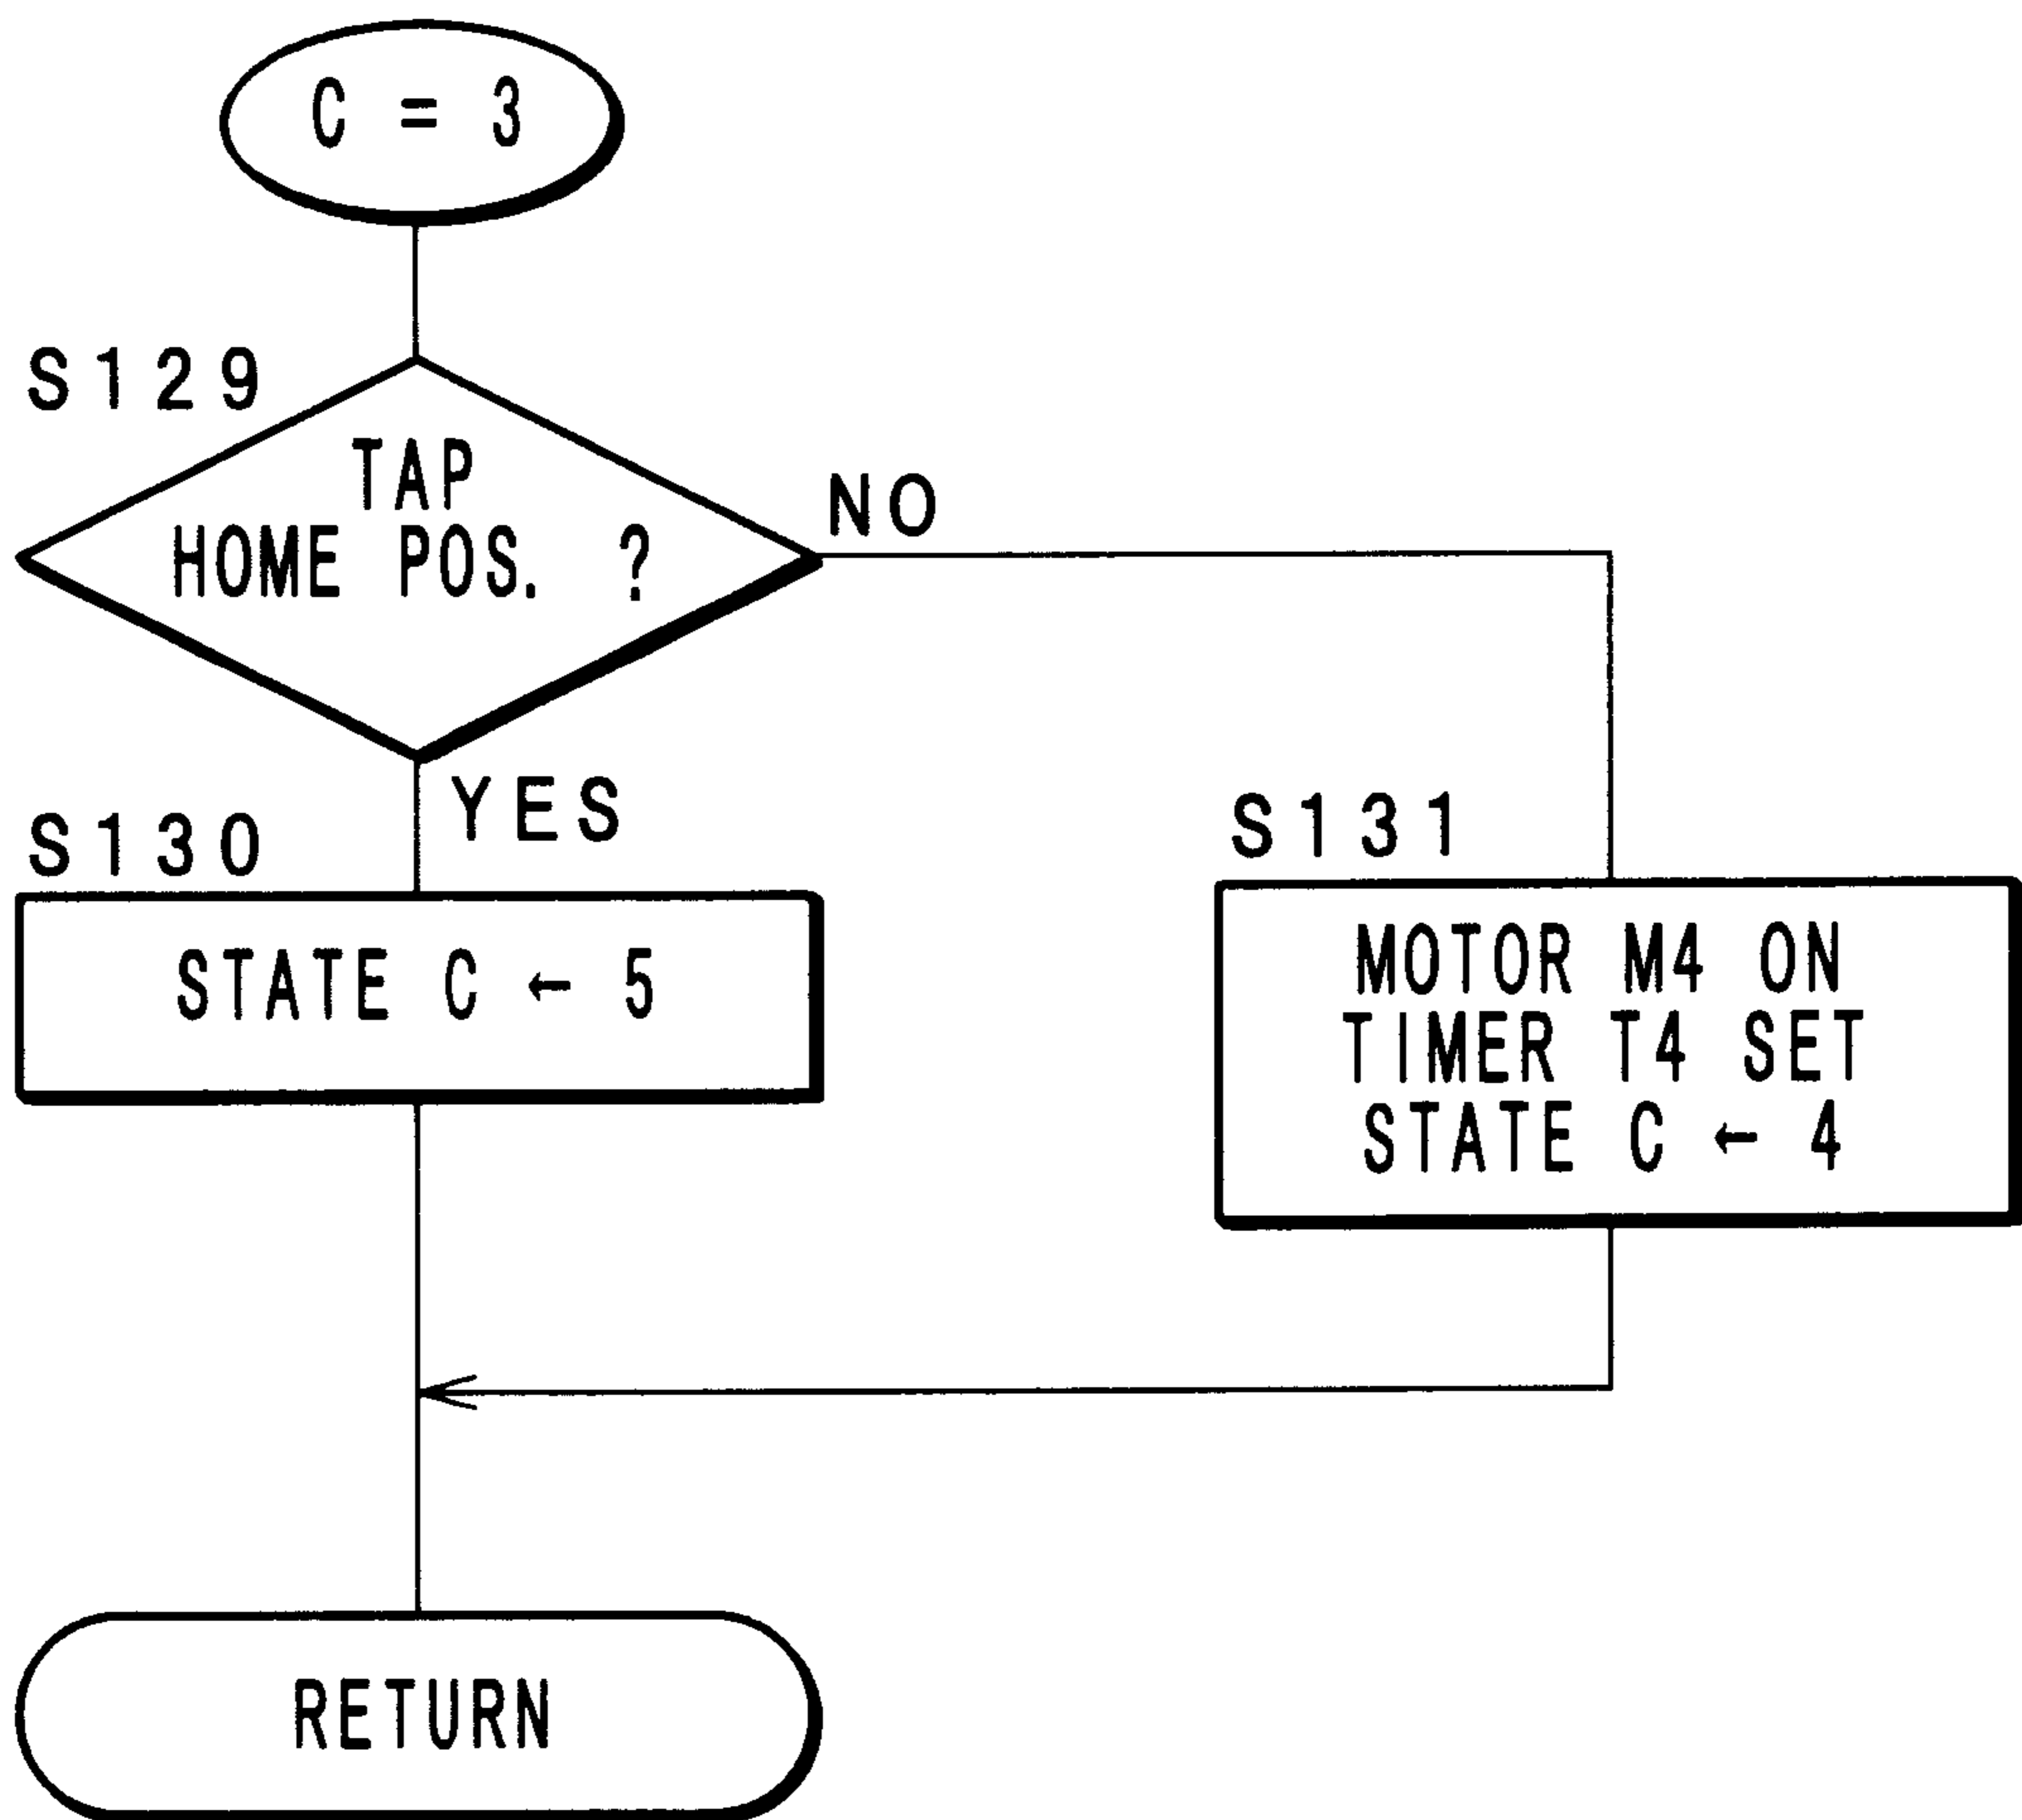 C = 3
S129
TAP
HOME POS. ?
NO
YES
S130
STATE C ← 5
S131
MOTOR M4 ON
TIMER T4 SET
STATE C ← 4
RETURN